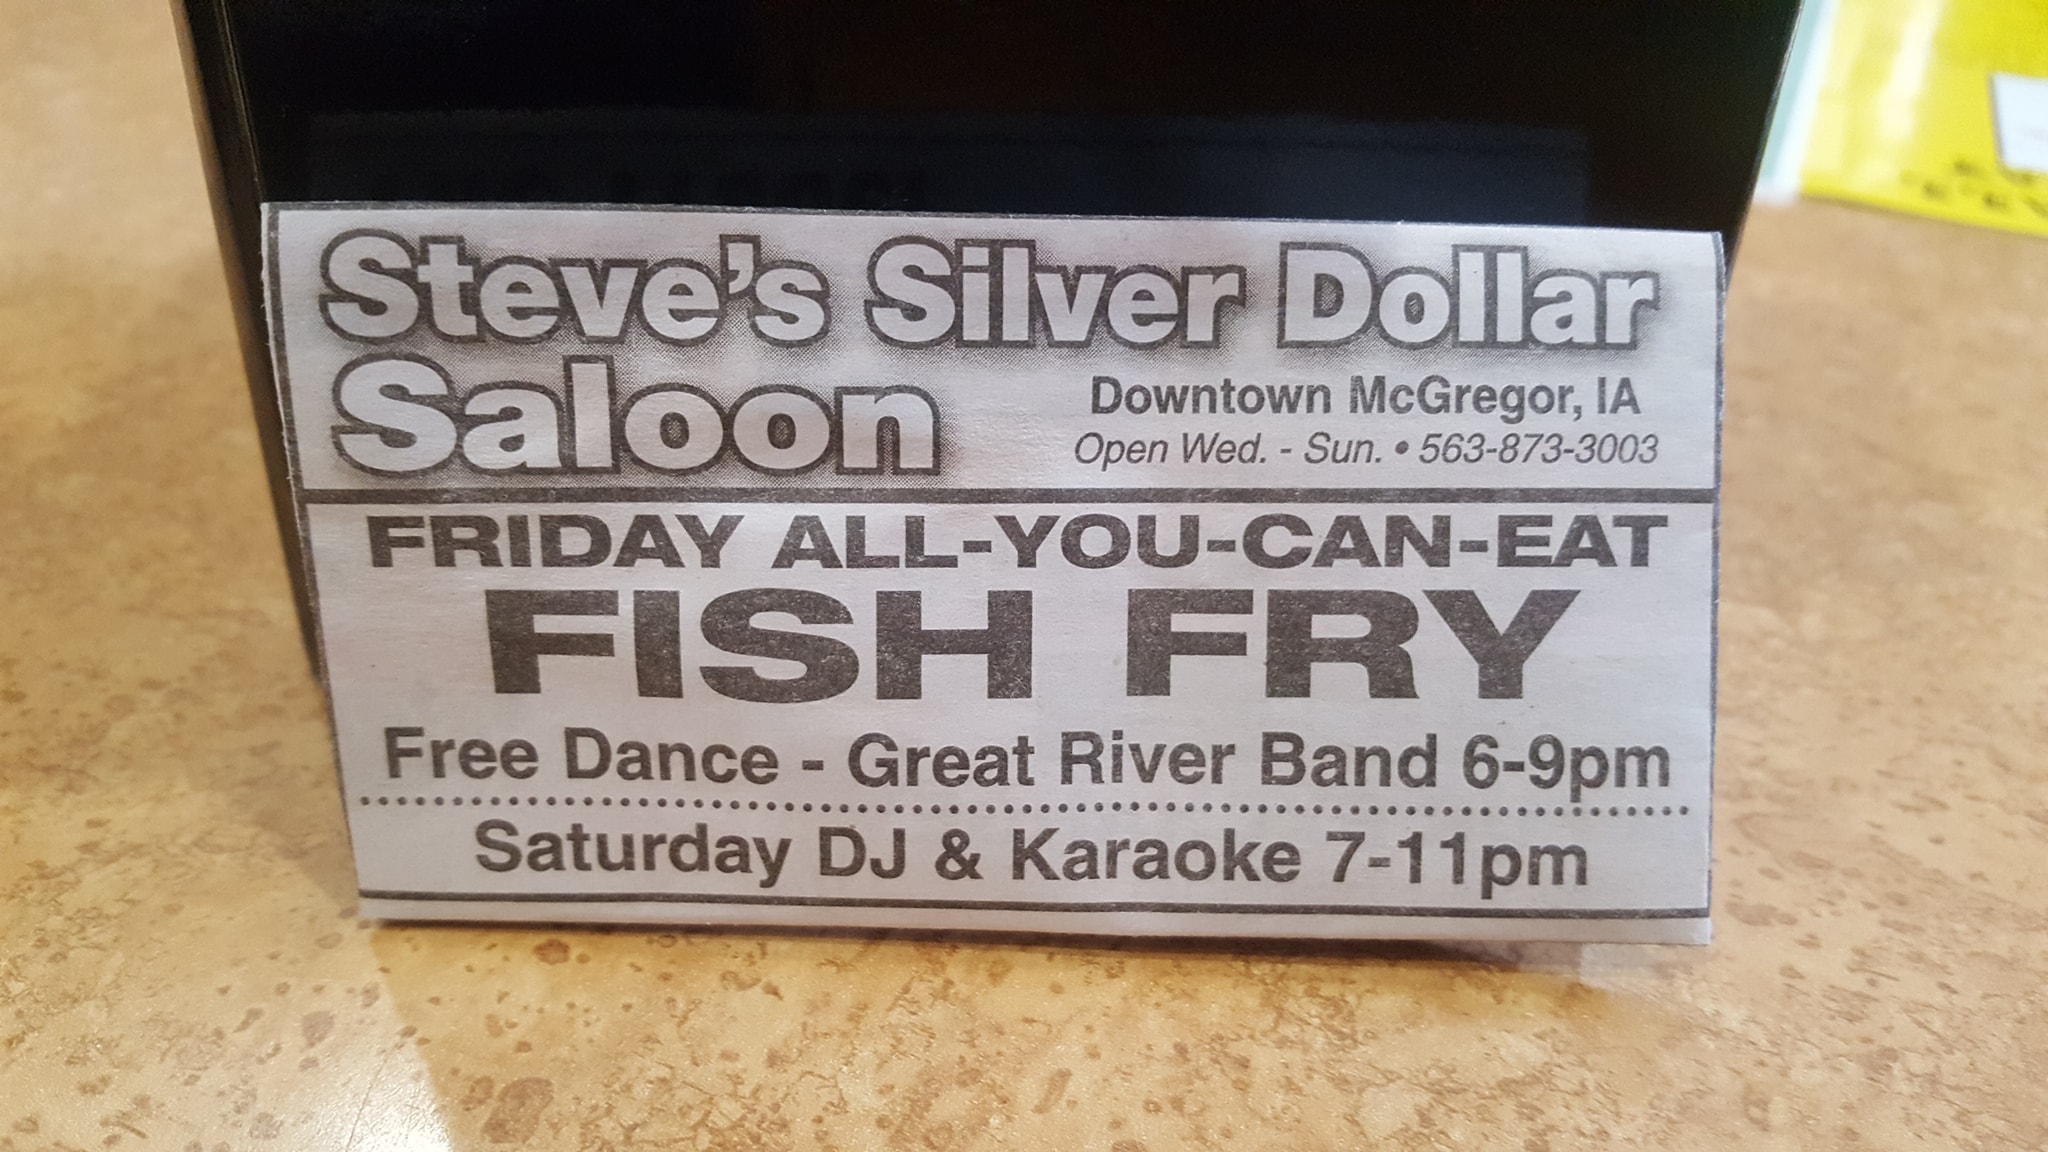 Steve's Silver Dollar
Saloon
Downtown McGregor, IA
Open Wed. - Sun. • 563-873-3003
FRIDAY ALL-YOU-CAN-EAT
FISH FRY
Free Dance - Great River Band 6-9pm
Saturday DJ & Karaoke 7-11pm